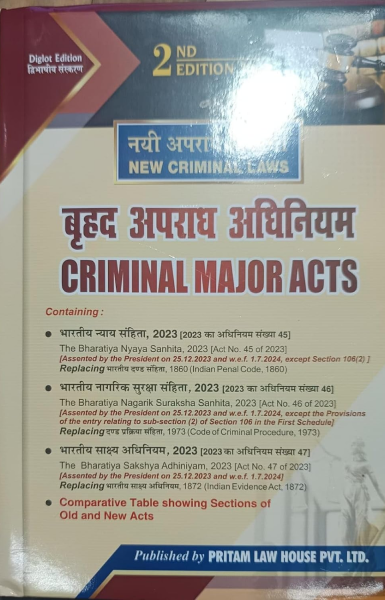 Diglot Edition
द्विभाषीय संस्करण
2ND EDITION
नयी अपराध
NEW CRIMINAL LAWS
बृहद अपराध अधिनियम
CRIMINAL MAJOR ACTS
Containing :
भारतीय न्याय संहिता, 2023 [2023 का अधिनियम संख्या 45]
The Bharatiya Nyaya Sanhita, 2023 [Act No. 45 of 2023]
[Assented by the President on 25.12.2023 and w.e.f. 1.7.2024, except Section 106(2) ]
Replacing भारतीय दण्ड संहिता, 1860 (Indian Penal Code, 1860)
भारतीय नागरिक सुरक्षा संहिता, 2023 [2023 का अधिनियम संख्या 46]
The Bharatiya Nagarik Suraksha Sanhita, 2023 [Act No. 46 of 2023]
[Assented by the President on 25.12.2023 and w.e.f. 1.7.2024, except the Provisions
of the entry relating to sub-section (2) of Section 106 in the First Schedule]
Replacing दण्ड प्रक्रिया संहिता, 1973 (Code of Criminal Procedure, 1973)
भारतीय साक्ष्य अधिनियम, 2023 [2023 का अधिनियम संख्या 47]
The Bharatiya Sakshya Adhiniyam, 2023 [Act No. 47 of 2023]
[Assented by the President on 25.12.2023 and w.e.f. 1.7.2024]
Replacing भारतीय साक्ष्य अधिनियम, 1872 (Indian Evidence Act, 1872)
Comparative Table showing Sections of
Old and New Acts
Published by PRITAM LAW HOUSE PVT. LTD.